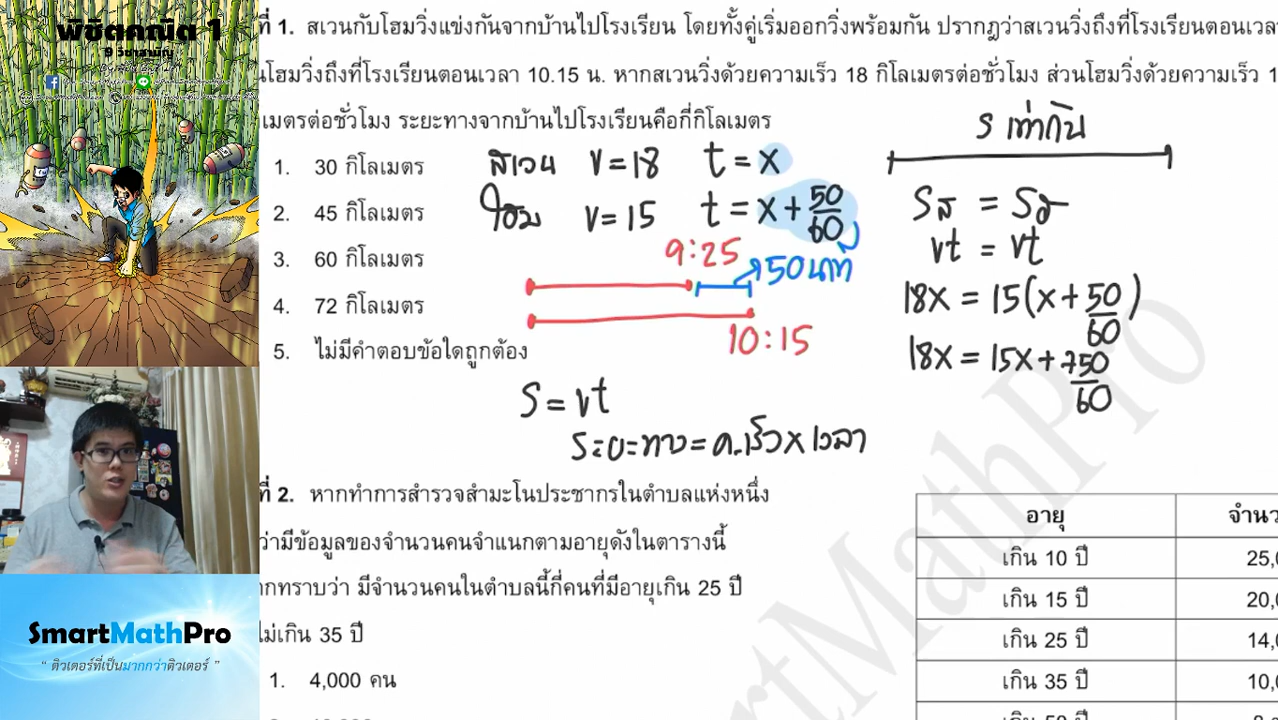 พิชิตคณิต 1
9 วิชาสามัญ
SmartMathPro
“ ติวเตอร์ที่เป็นมากกว่าติวเตอร์ ”
ที่ 1. สเวนกับโฮมวิ่งแข่งกันจากบ้านไปโรงเรียน โดยทั้งคู่เริ่มออกวิ่งพร้อมกัน ปรากฎว่าสเวนวิ่งถึงที่โรงเรียนตอนเวลา
นโฮมวิ่งถึงที่โรงเรียนตอนเวลา 10.15 น. หากสเวนวิ่งด้วยความเร็ว 18 กิโลเมตรต่อชั่วโมง ส่วนโฮมวิ่งด้วยความเร็ว 1
เมตรต่อชั่วโมง ระยะทางจากบ้านไปโรงเรียนคือกี่กิโลเมตร
1. 30 กิโลเมตร
2. 45 กิโลเมตร
3. 60 กิโลเมตร
4. 72 กิโลเมตร
5. ไม่มีคำตอบข้อใดถูกต้อง
สเวน v=18 t=x
โฮม v=15 t=x+50/60
9:25
50 นาที
10:15
S=vt
ระยะทาง=ค.เร็ว×เวลา
S เท่ากัน
Sส = Sฮ
vt = vt
18x = 15(x+50/60)
18x = 15x+750/60
ที่ 2. หากทำการสำรวจสำมะโนประชากรในตำบลแห่งหนึ่ง
ว่ามีข้อมูลของจำนวนคนจำแนกตามอายุดังในตารางนี้
ากทราบว่า มีจำนวนคนในตำบลนี้กี่คนที่มีอายุเกิน 25 ปี
ไม่เกิน 35 ปี
1. 4,000 คน
อายุ จำนว
เกิน 10 ปี 25,0
เกิน 15 ปี 20,0
เกิน 25 ปี 14,0
เกิน 35 ปี 10,0
SmartMathPro